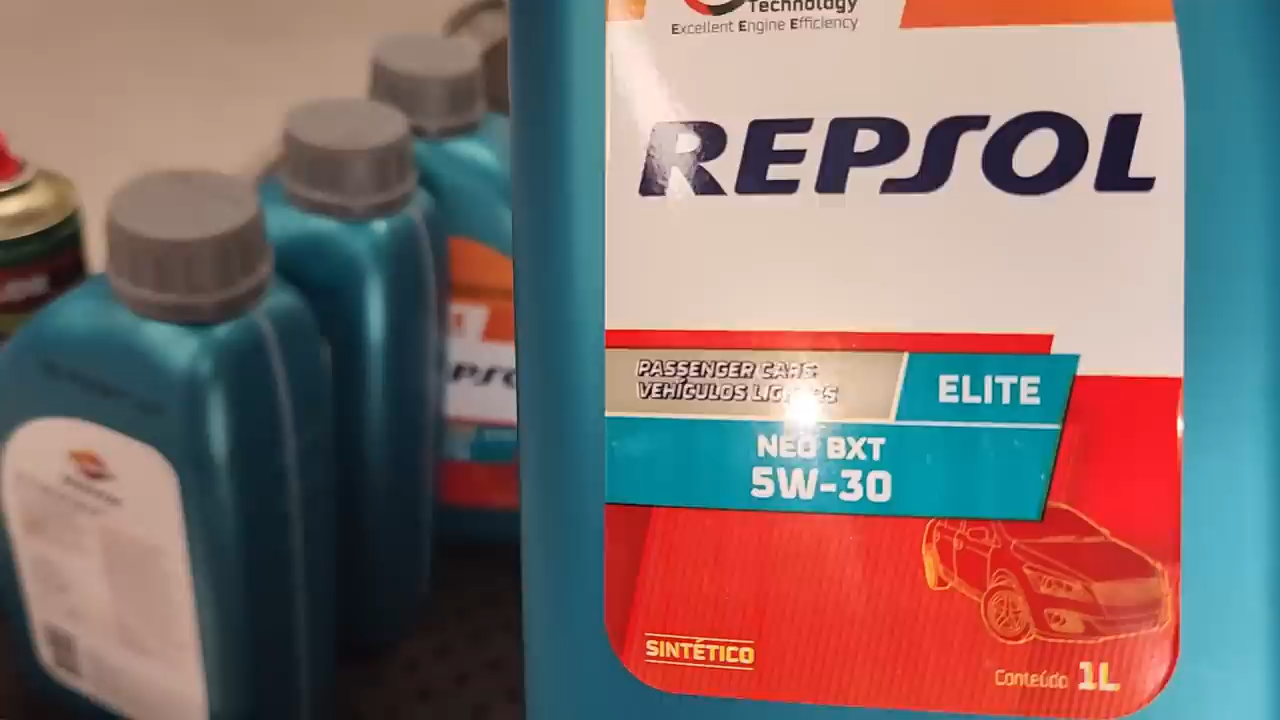 Technology
Excellent Engine Efficiency
REPSOL
PASSENGER CARS
VEHÍCULOS LIGEROS
ELITE
NEO BXT
5W-30
SINTÉTICO
Conteúdo 1L